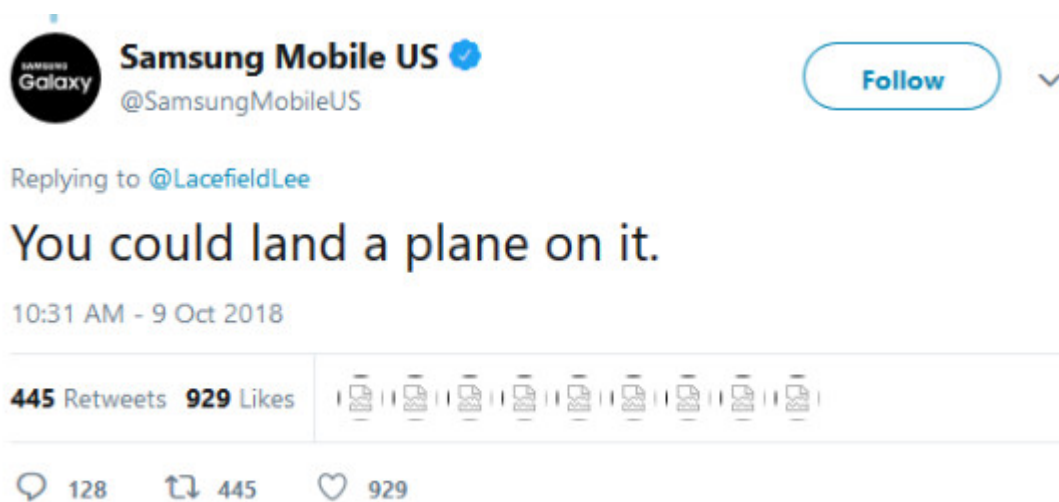 Samsung Mobile US
SAMSUNG
Galaxy
@SamsungMobileUS
Follow
Replying to @LacefieldLee
You could land a plane on it.
10:31 AM - 9 Oct 2018
445 Retweets 929 Likes
128 445 929